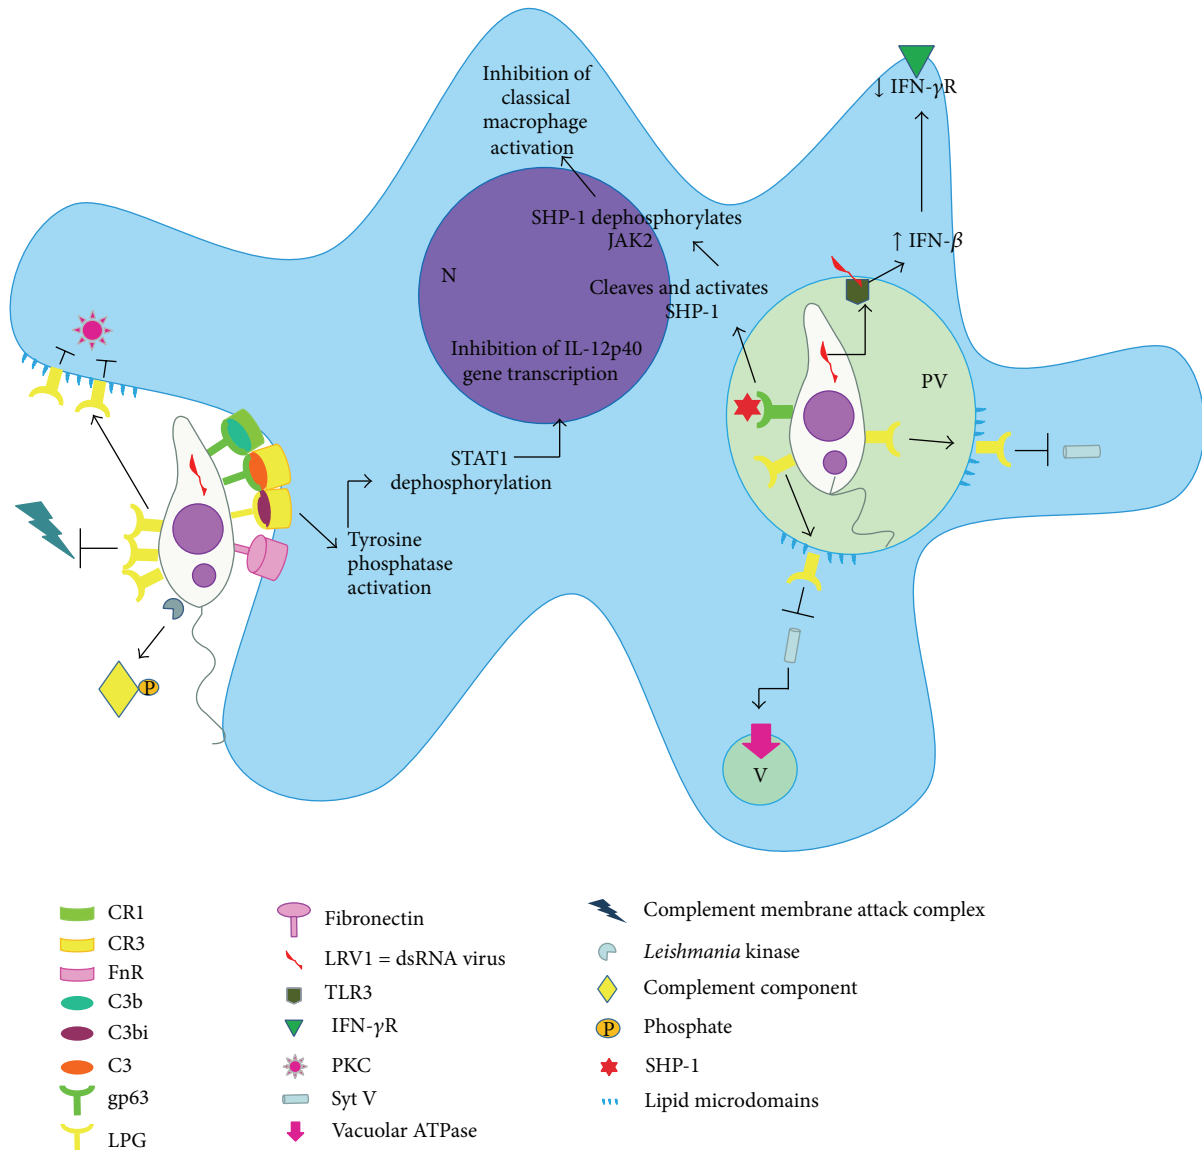 Inhibition of
classical
macrophage
activation
↓ IFN-γR
SHP-1 dephosphorylates
JAK2
↑ IFN-β
N
Cleaves and activates
SHP-1
Inhibition of IL-12p40
gene transcription
PV
STAT1
dephosphorylation
Tyrosine
phosphatase
activation
P
V
CR1
CR3
FnR
C3b
C3bi
C3
gp63
LPG
Fibronectin
LRV1 = dsRNA virus
TLR3
IFN-γR
PKC
Syt V
Vacuolar ATPase
Complement membrane attack complex
Leishmania kinase
Complement component
P Phosphate
SHP-1
Lipid microdomains